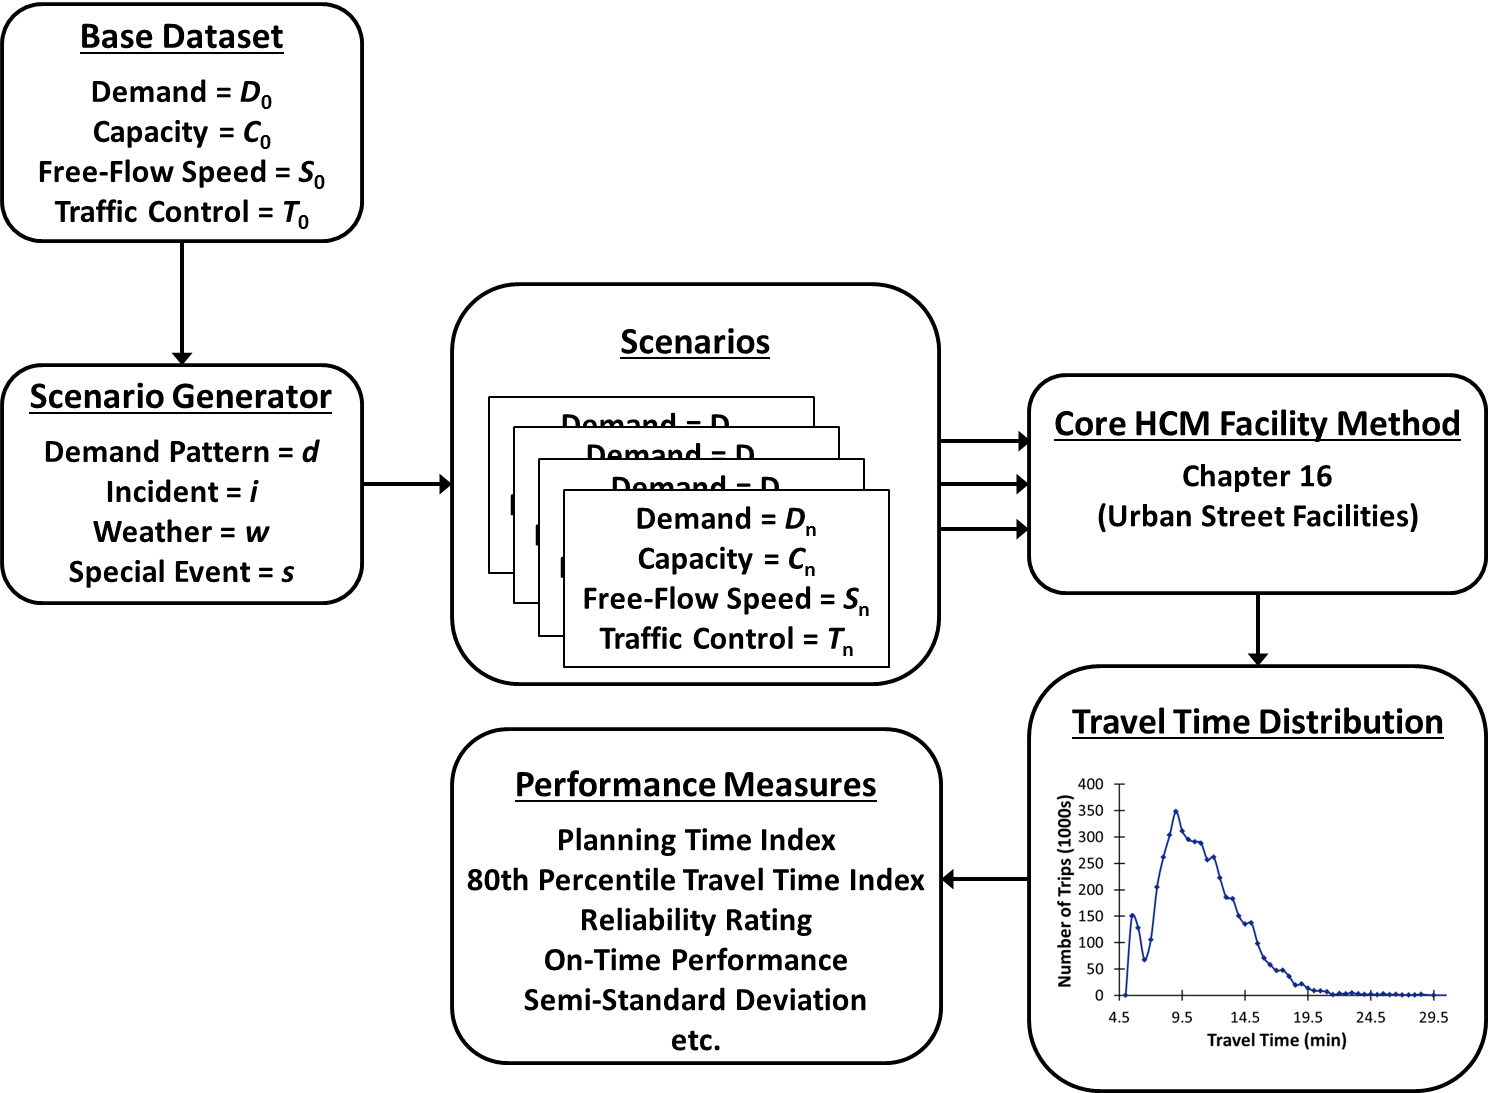 Base Dataset
Demand = D0
Capacity = C0
Free-Flow Speed = S0
Traffic Control = T0
Scenario Generator
Demand Pattern = d
Incident = i
Weather = w
Special Event = s
Scenarios
Demand = D
Demand = D
Demand = D
Demand = Dn
Capacity = Cn
Free-Flow Speed = Sn
Traffic Control = Tn
Core HCM Facility Method
Chapter 16
(Urban Street Facilities)
Travel Time Distribution
Number of Trips (1000s)
400
350
300
250
200
150
100
50
0
4.5 9.5 14.5 19.5 24.5 29.5
Travel Time (min)
Performance Measures
Planning Time Index
80th Percentile Travel Time Index
Reliability Rating
On-Time Performance
Semi-Standard Deviation
etc.